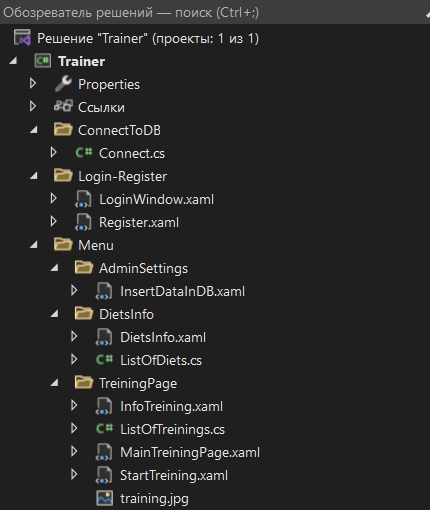 Обозреватель решений — поиск (Ctrl+;)
Решение "Trainer" (проекты: 1 из 1)
C# Trainer
Properties
Ссылки
ConnectToDB
C# Connect.cs
Login-Register
LoginWindow.xaml
Register.xaml
Menu
AdminSettings
InsertDataInDB.xaml
DietsInfo
DietsInfo.xaml
C# ListOfDiets.cs
TreiningPage
InfoTreining.xaml
C# ListOfTreinings.cs
MainTreiningPage.xaml
StartTreining.xaml
training.jpg